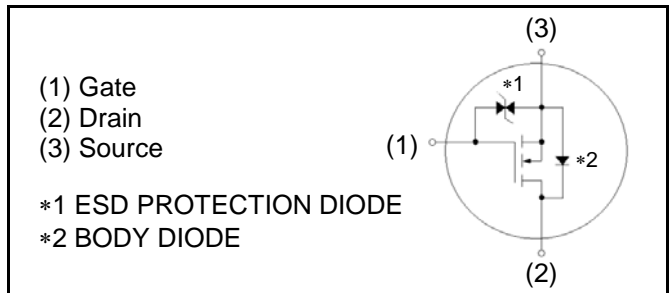 (1) Gate
(2) Drain
(3) Source
∗1 ESD PROTECTION DIODE
∗2 BODY DIODE
(3)
∗1
(1)
∗2
(2)